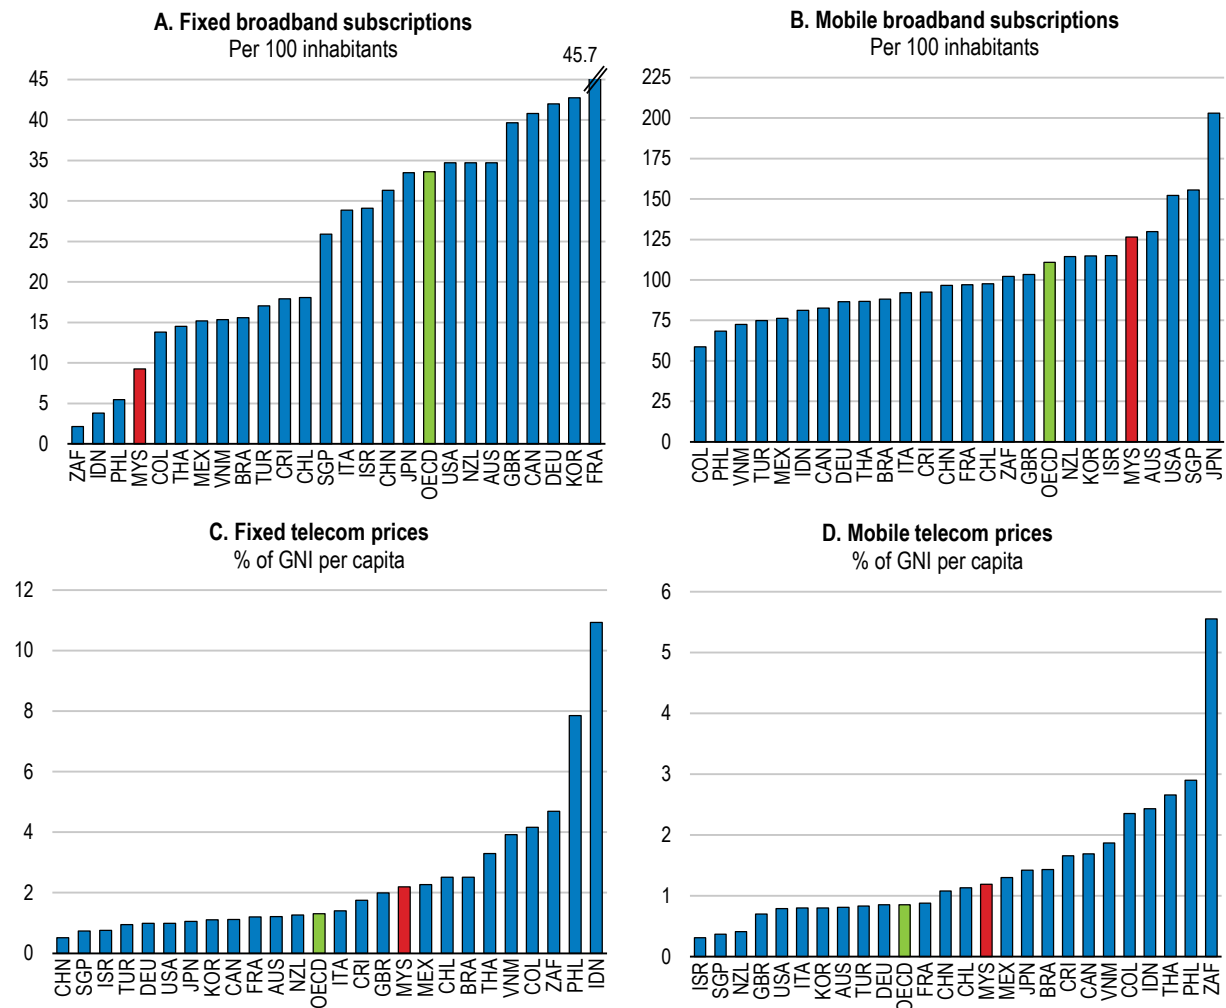 A. Fixed broadband subscriptions
Per 100 inhabitants
45.7
45
40
35
30
25
20
15
10
5
0
ZAF IDN PHL MYS COL THA MEX VNM BRA TUR CRI CHL SGP ITA ISR CHN JPN OECD USA NZL AUS GBR CAN DEU KOR FRA
B. Mobile broadband subscriptions
Per 100 inhabitants
225
200
175
150
125
100
75
50
25
0
COL PHL VNM TUR MEX IDN CAN DEU THA BRA ITA CRI CHN FRA CHL ZAF GBR OECD NZL KOR ISR MYS AUS USA SGP JPN
C. Fixed telecom prices
% of GNI per capita
12
10
8
6
4
2
0
CHN SGP ISR TUR DEU USA JPN KOR CAN FRA AUS NZL OECD ITA CRI GBR MYS MEX CHL BRA THA VNM COL ZAF PHL IDN
D. Mobile telecom prices
% of GNI per capita
6
5
4
3
2
1
0
ISR SGP NZL GBR USA ITA KOR AUS TUR DEU OECD FRA CHN CHL MYS MEX JPN BRA CRI CAN VNM COL IDN THA PHL ZAF